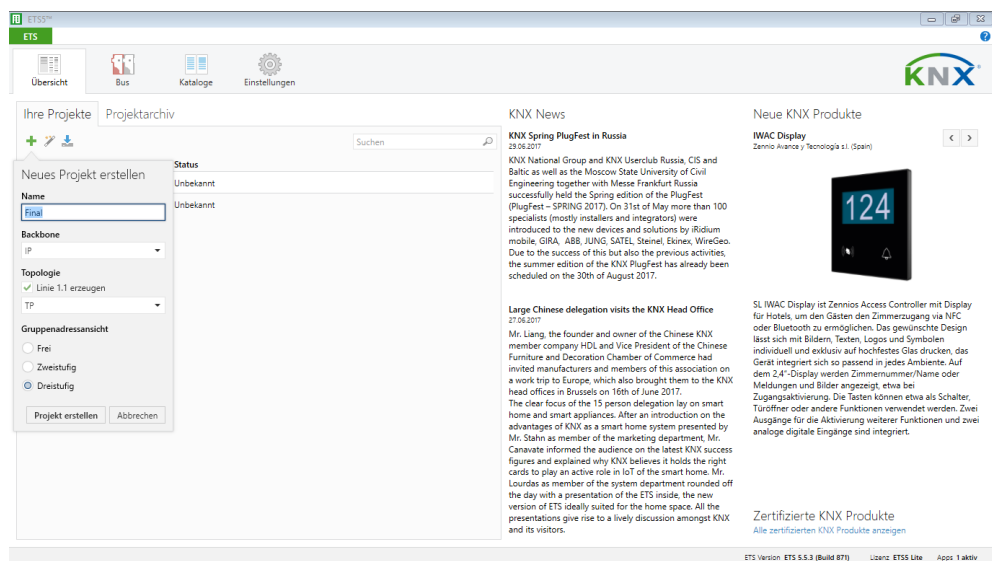 ETS5™
ETS
Übersicht
Bus
Kataloge
Einstellungen
KNX
Ihre Projekte
Projektarchiv
Suchen
Status
Unbekannt
Unbekannt
Neues Projekt erstellen
Name
Final
Backbone
IP
Topologie
Linie 1.1 erzeugen
TP
Gruppenadressansicht
Frei
Zweistufig
Dreistufig
Projekt erstellen
Abbrechen
KNX News
KNX Spring PlugFest in Russia
29.06.2017
KNX National Group and KNX Userclub Russia, CIS and
Baltic as well as the Moscow State University of Civil
Engineering together with Messe Frankfurt Russia
successfully held the Spring edition of the PlugFest
(PlugFest – SPRING 2017). On 31st of May more than 100
specialists (mostly installers and integrators) were
introduced to the new devices and solutions by iRidium
mobile, GIRA, ABB, JUNG, SATEL, Steinel, Ekinex, WireGeo.
Due to the success of this but also the previous activities,
the summer edition of the KNX PlugFest has already been
scheduled on the 30th of August 2017.
Large Chinese delegation visits the KNX Head Office
27.06.2017
Mr. Liang, the founder and owner of the Chinese KNX
member company HDL and Vice President of the Chinese
Furniture and Decoration Chamber of Commerce had
invited manufacturers and members of this association on
a work trip to Europe, which also brought them to the KNX
head offices in Brussels on 16th of June 2017.
The clear focus of the 15 person delegation lay on smart
home and smart appliances. After an introduction on the
advantages of KNX as a smart home system presented by
Mr. Stahn as member of the marketing department, Mr.
Canavate informed the audience on the latest KNX success
figures and explained why KNX believes it holds the right
cards to play an active role in IoT of the smart home. Mr.
Lourdas as member of the system department rounded off
the day with a presentation of the ETS inside, the new
version of ETS ideally suited for the home space. All the
presentations give rise to a lively discussion amongst KNX
and its visitors.
Neue KNX Produkte
IWAC Display
Zennio Avance y Tecnología s.l. (Spain)
124
SL IWAC Display ist Zennios Access Controller mit Display
für Hotels, um den Gästen den Zimmerzugang via NFC
oder Bluetooth zu ermöglichen. Das gewünschte Design
lässt sich mit Bildern, Texten, Logos und Symbolen
individuell und exklusiv auf hochfestes Glas drucken, das
Gerät integriert sich so passend in jedes Ambiente. Auf
dem 2,4"-Display werden Zimmernummer/Name oder
Meldungen und Bilder angezeigt, etwa bei
Zugangsaktivierung. Die Tasten können etwa als Schalter,
Türöffner oder andere Funktionen verwendet werden. Zwei
Ausgänge für die Aktivierung weiterer Funktionen und zwei
analoge digitale Eingänge sind integriert.
Zertifizierte KNX Produkte
Alle zertifizierten KNX Produkte anzeigen
ETS Version ETS 5.5.3 (Build 871) Lizenz ETS5 Lite Apps 1 aktiv